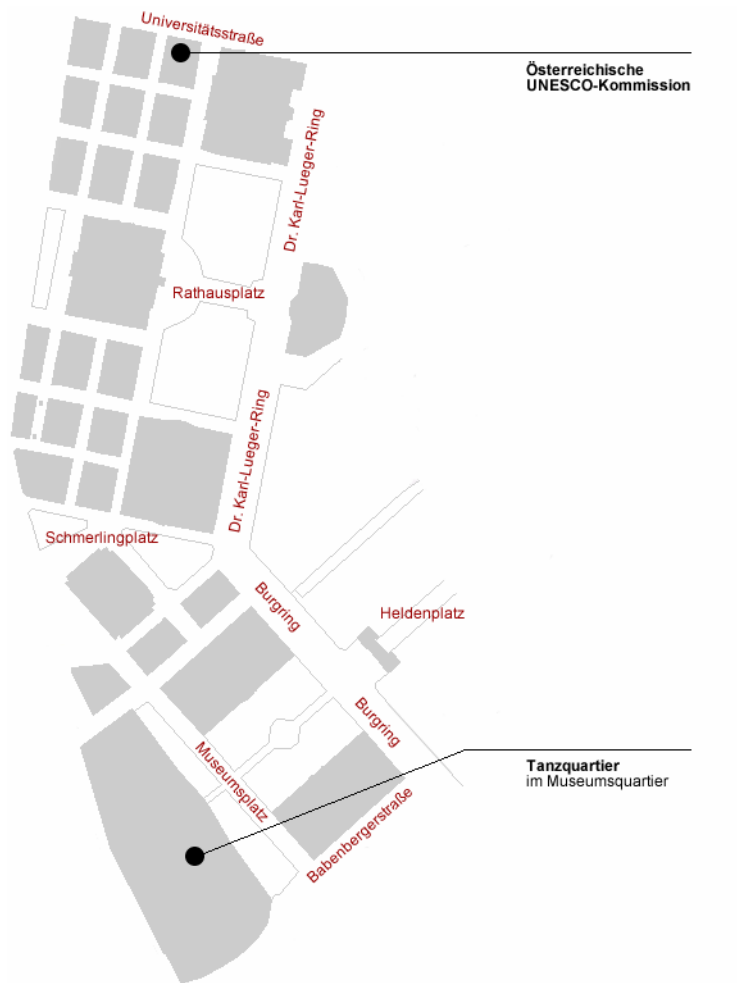 Universitätsstraße
Österreichische
UNESCO-Kommission
Dr. Karl-Lueger-Ring
Rathausplatz
Dr. Karl-Lueger-Ring
Schmerlingplatz
Burgring
Heldenplatz
Burgring
Museumsplatz
Tanzquartier
im Museumsquartier
Babenbergerstraße